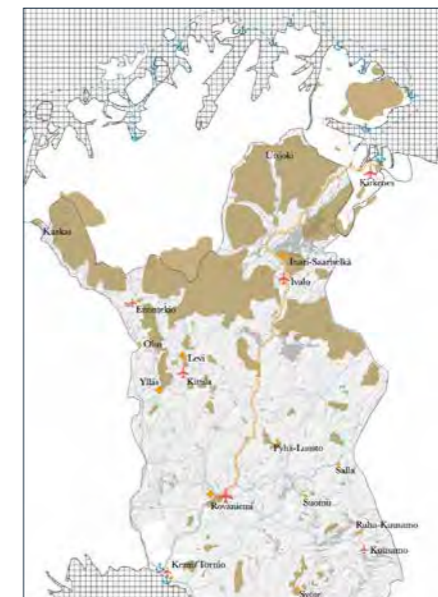 Utsjoki
Kirkenes
Inari-Saariselkä
Ivalo
Enontekiö
Olos
Levi
Ylläs
Kittilä
Pyhä-Luosto
Salla
Rovaniemi
Suomu
Ruka-Kuusamo
Kuusamo
Kemi-Tornio
Syöte